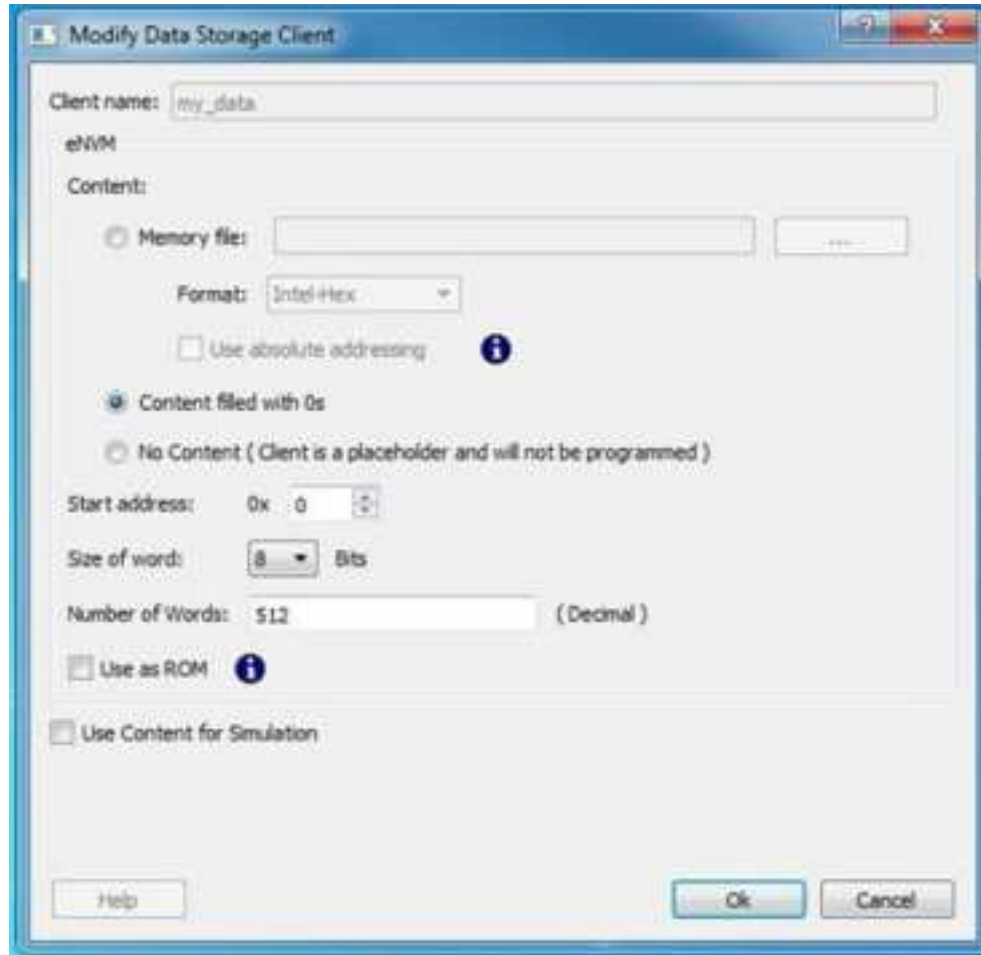 Modify Data Storage Client
Client name: my_data
eNVM
Content:
Memory file: ...
Format: Intel-Hex
Use absolute addressing
Content filled with 0s
No Content ( Client is a placeholder and will not be programmed )
Start address: 0x 0
Size of word: 8 Bits
Number of Words: 512 ( Decimal )
Use as ROM
Use Content for Simulation
Help Ok Cancel